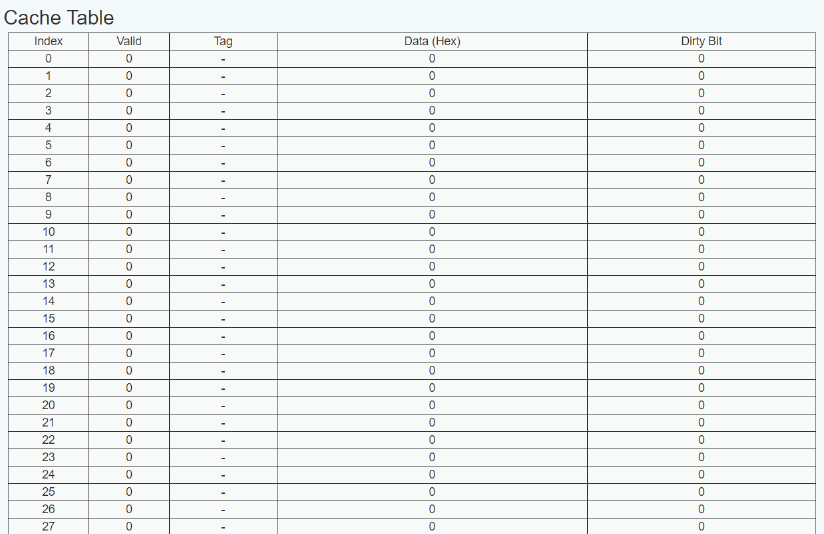 Cache Table
Index Valid Tag Data (Hex) Dirty Bit
0 0 - 0 0
1 0 - 0 0
2 0 - 0 0
3 0 - 0 0
4 0 - 0 0
5 0 - 0 0
6 0 - 0 0
7 0 - 0 0
8 0 - 0 0
9 0 - 0 0
10 0 - 0 0
11 0 - 0 0
12 0 - 0 0
13 0 - 0 0
14 0 - 0 0
15 0 - 0 0
16 0 - 0 0
17 0 - 0 0
18 0 - 0 0
19 0 - 0 0
20 0 - 0 0
21 0 - 0 0
22 0 - 0 0
23 0 - 0 0
24 0 - 0 0
25 0 - 0 0
26 0 - 0 0
27 0 - 0 0